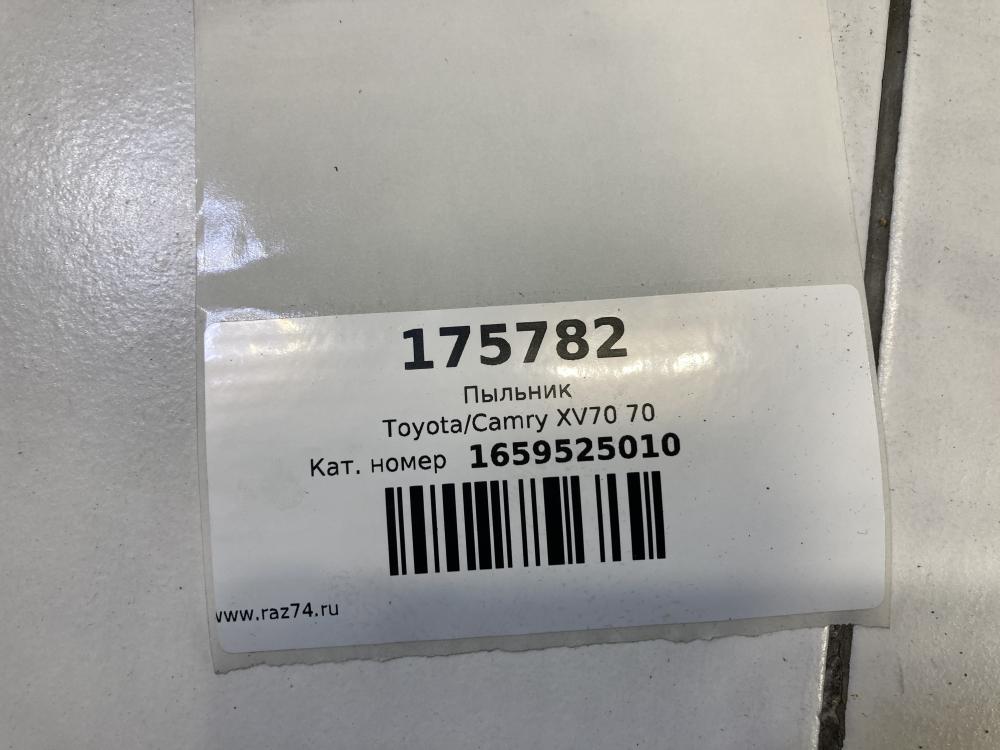 175782
Пыльник
Toyota/Camry XV70 70
Кат. номер 1659525010
www.raz74.ru